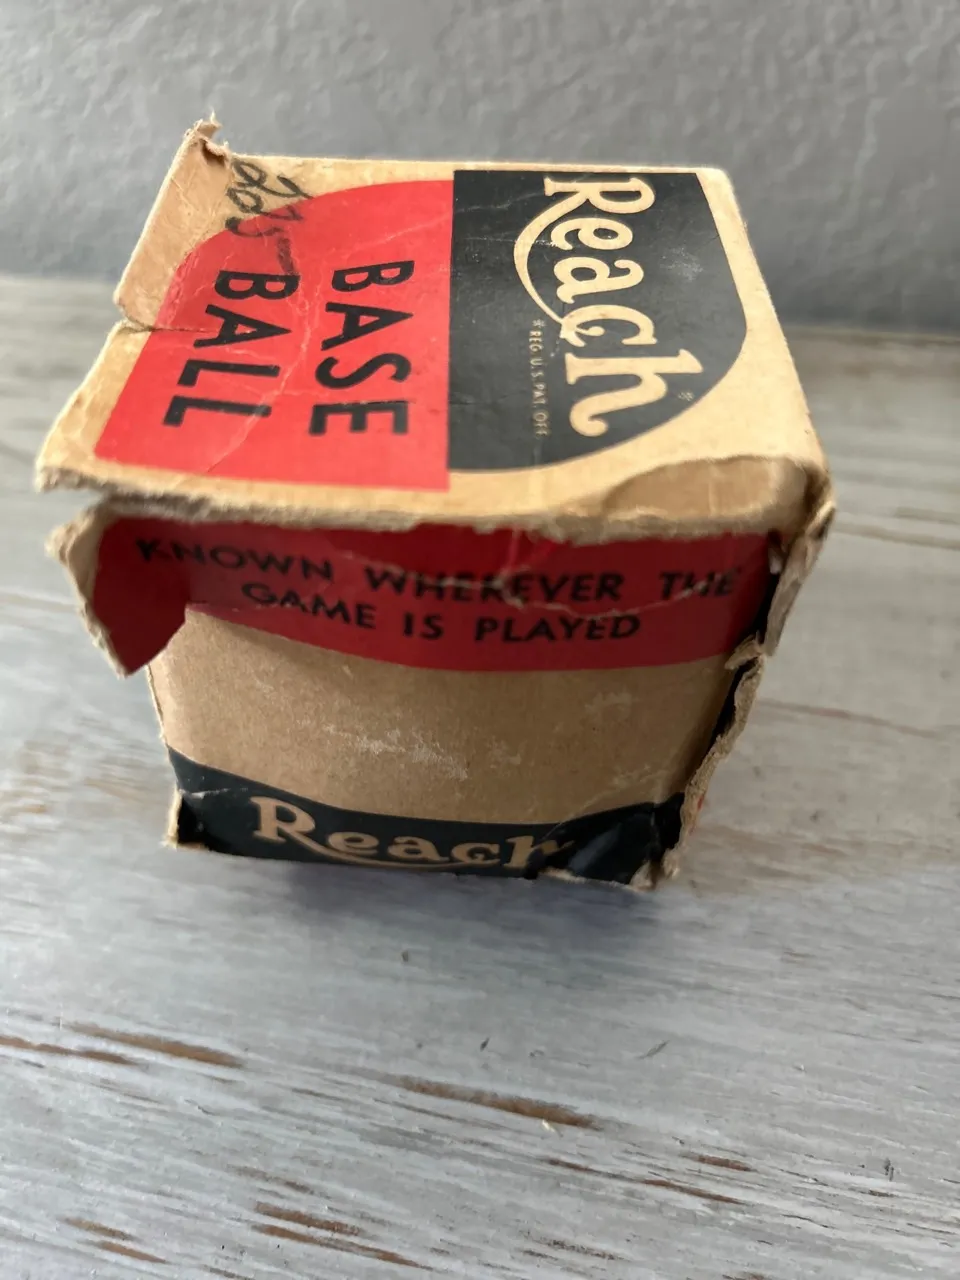 Reach
* REG. U.S. PAT. OFF.
BASE
BALL
KNOWN WHEREVER THE
GAME IS PLAYED
Reach